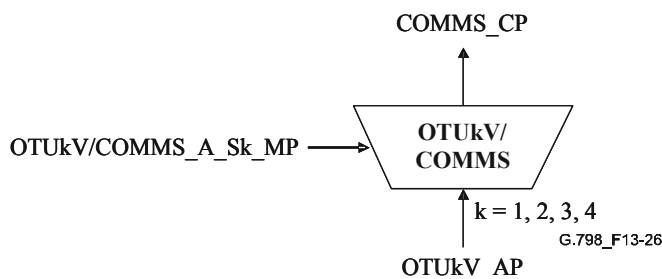 COMMS_CP
OTUkV/COMMS_A_Sk_MP
OTUkV/
COMMS
k = 1, 2, 3, 4
G.798_F13-26
OTUkV_AP